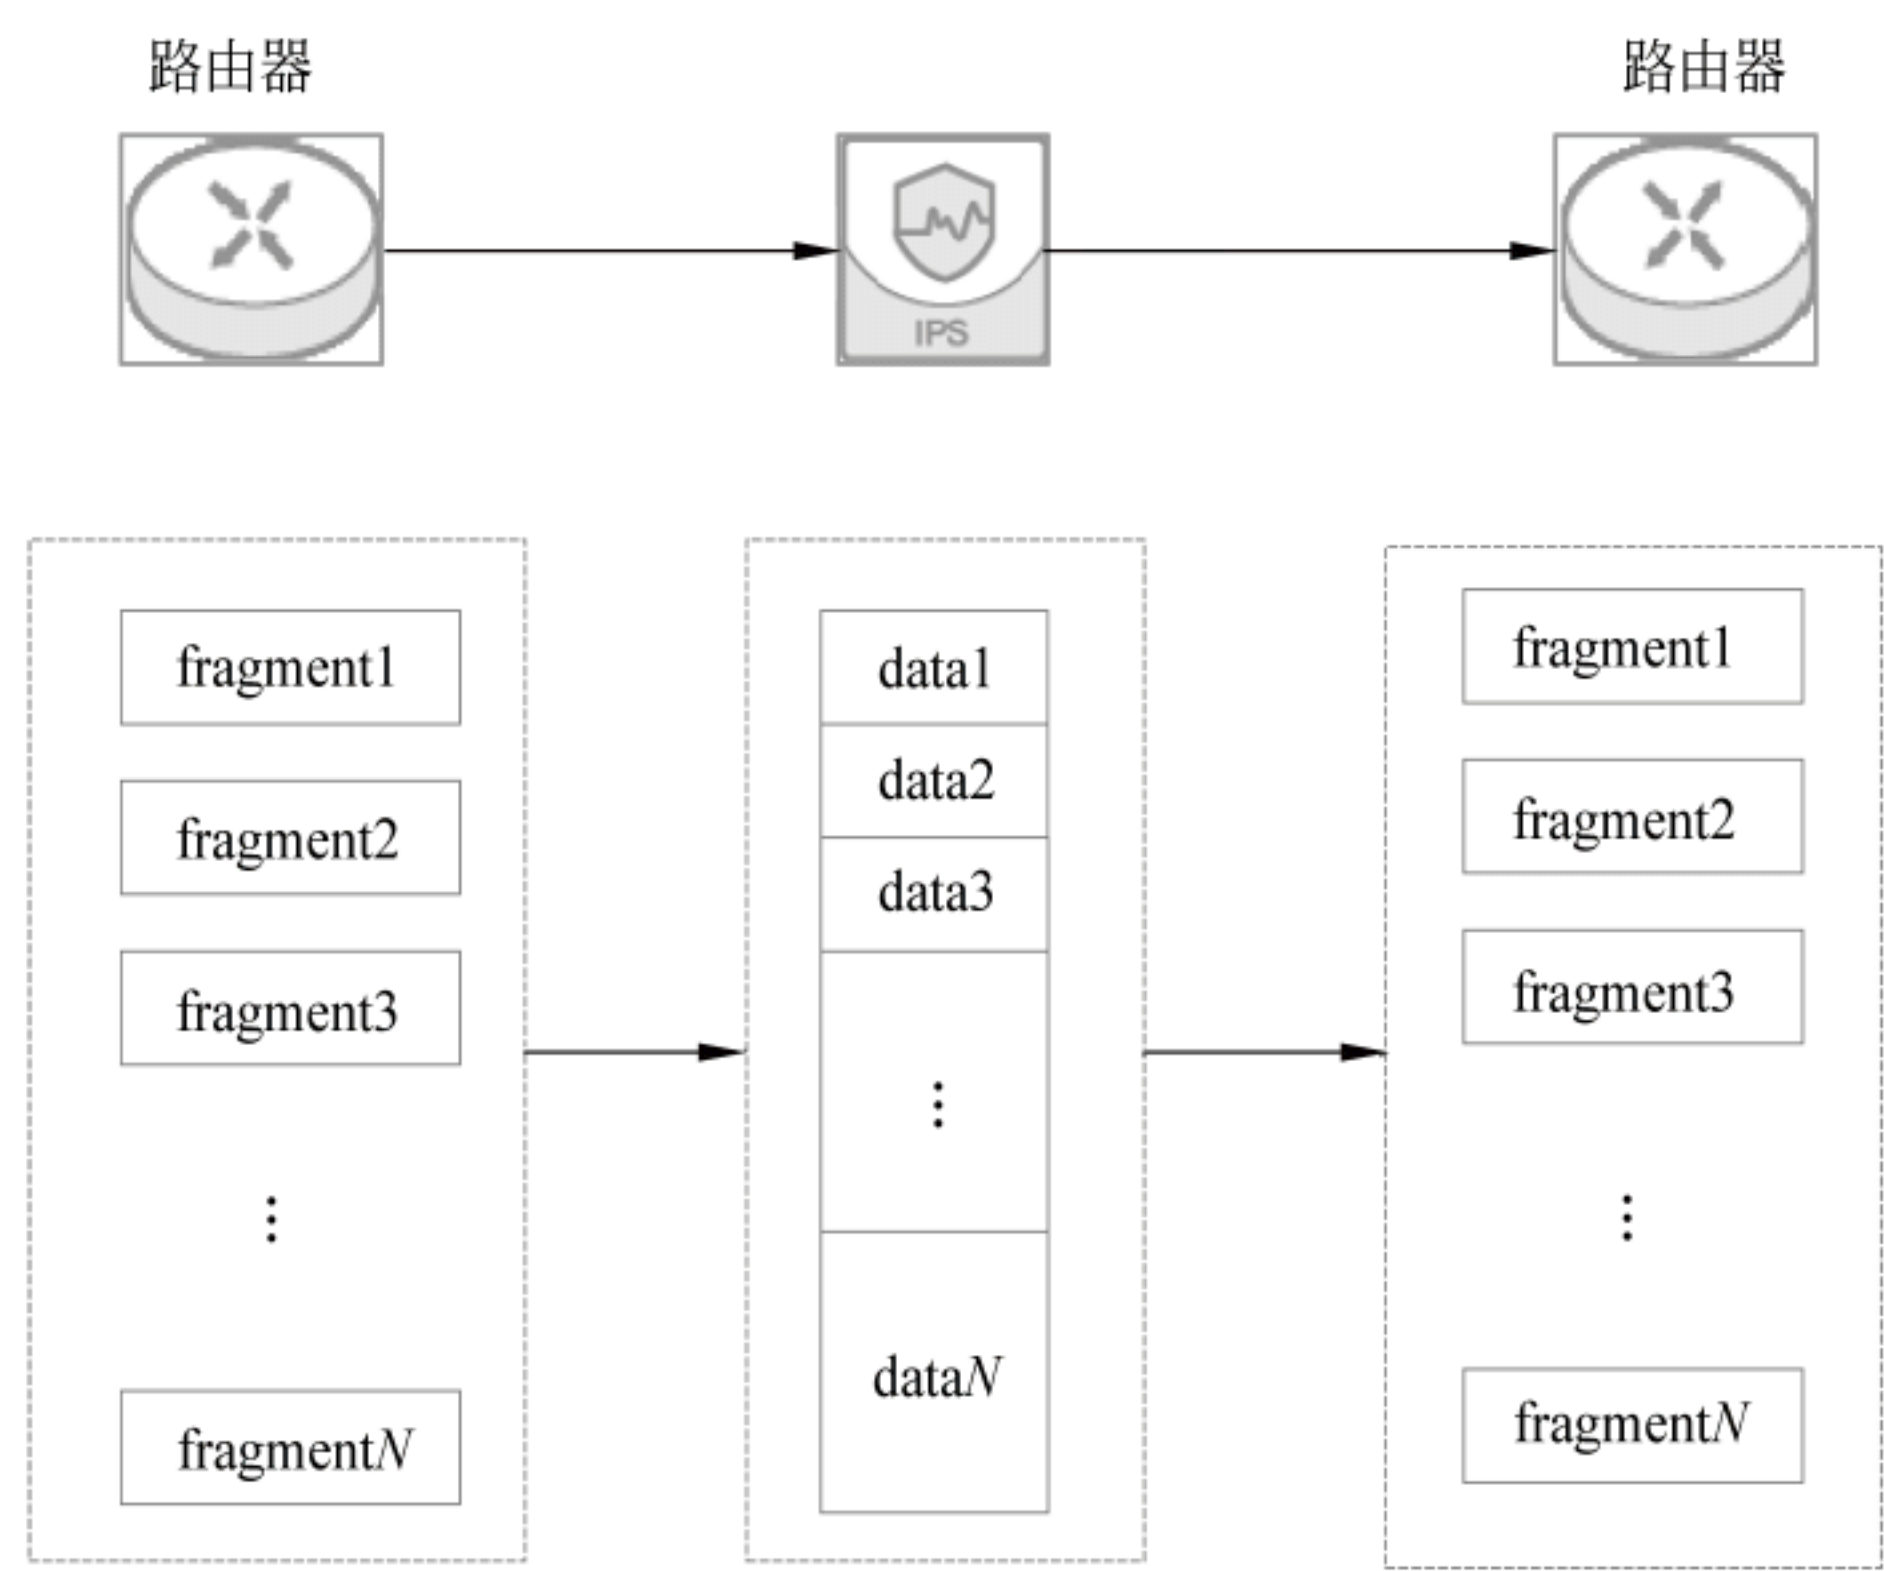 路由器
路由器
IPS
fragment1
fragment2
fragment3
⋮
fragmentN
data1
data2
data3
⋮
dataN
fragment1
fragment2
fragment3
⋮
fragmentN